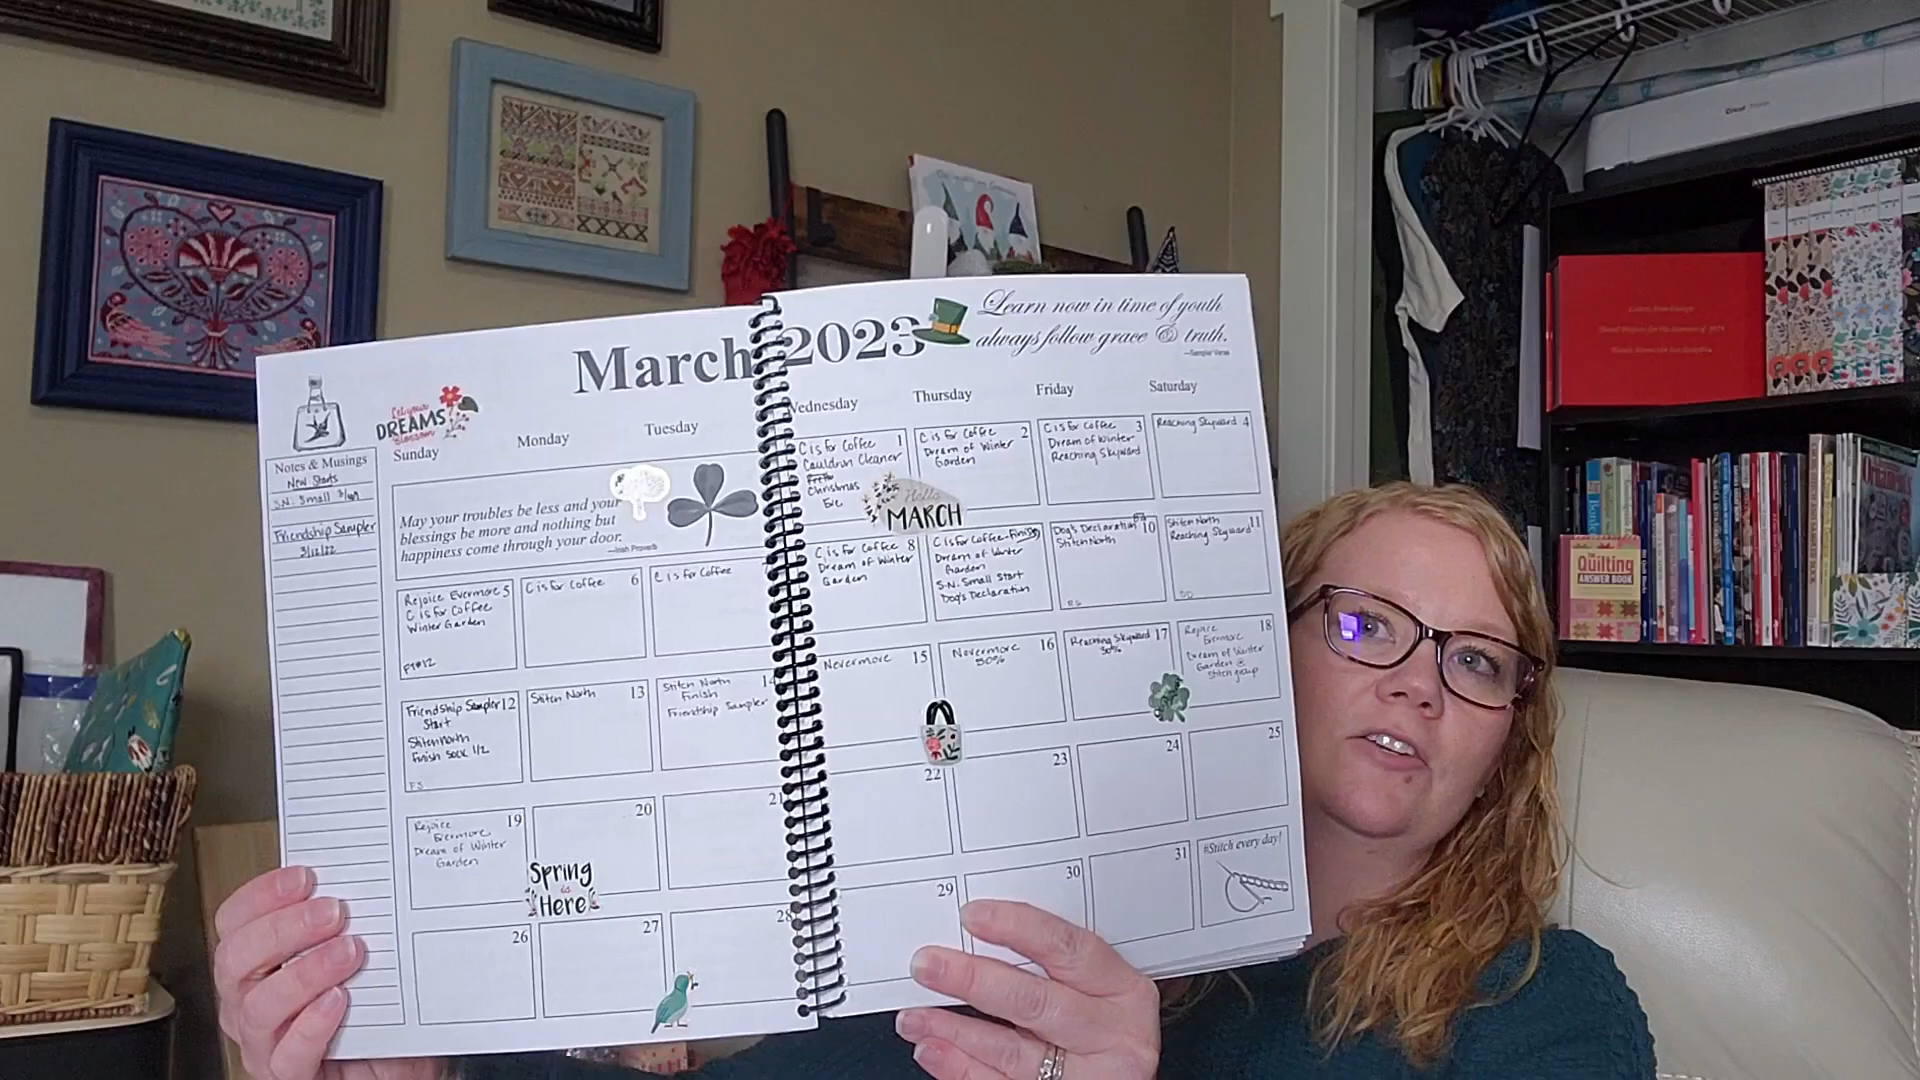 March 2023
Learn now in time of youth
always follow grace & truth.
—Sampler Verse
Let your
DREAMS
Blossom
Sunday
Monday
Tuesday
Wednesday
Thursday
Friday
Saturday
Notes & Musings
New Starts
S.N. Small 3/9
Friendship Sampler
3/12/22
May your troubles be less and your
blessings be more and nothing but
happiness come through your door.
—Irish Proverb
C is for Coffee 1
Cauldron Cleaner
Christmas
Eve
Hello
MARCH
C is for Coffee 2
Dream of Winter
Garden
C is for Coffee 3
Dream of Winter
Reaching Skyward
Reaching Skyward 4
Rejoice Evermore 5
C is for Coffee
Winter Garden
C is for Coffee 6
C is for Coffee
C is for Coffee 8
Dream of Winter
Garden
C is for Coffee-Finish
Dream of Winter
Garden
S.N. Small Start
Dog's Declaration
Dog's Declaration 10
Stitch North
Stitch North 11
Reaching Skyward
Friendship Sampler 12
Start
Stitch North
Finish Sock 1/2
Stitch North 13
Stitch North 14
Finish
Friendship Sampler
Nevermore 15
Nevermore 16
50%
Reaching Skyward 17
50%
Rejoice 18
Evermore
Dream of Winter
Garden @
Stitch group
Rejoice 19
Evermore
Dream of Winter
Garden
20
Spring
is
Here
21
22
23
24
25
26
27
28
29
30
31
#Stitch every day!
Cricut
The
Quilting
ANSWER BOOK